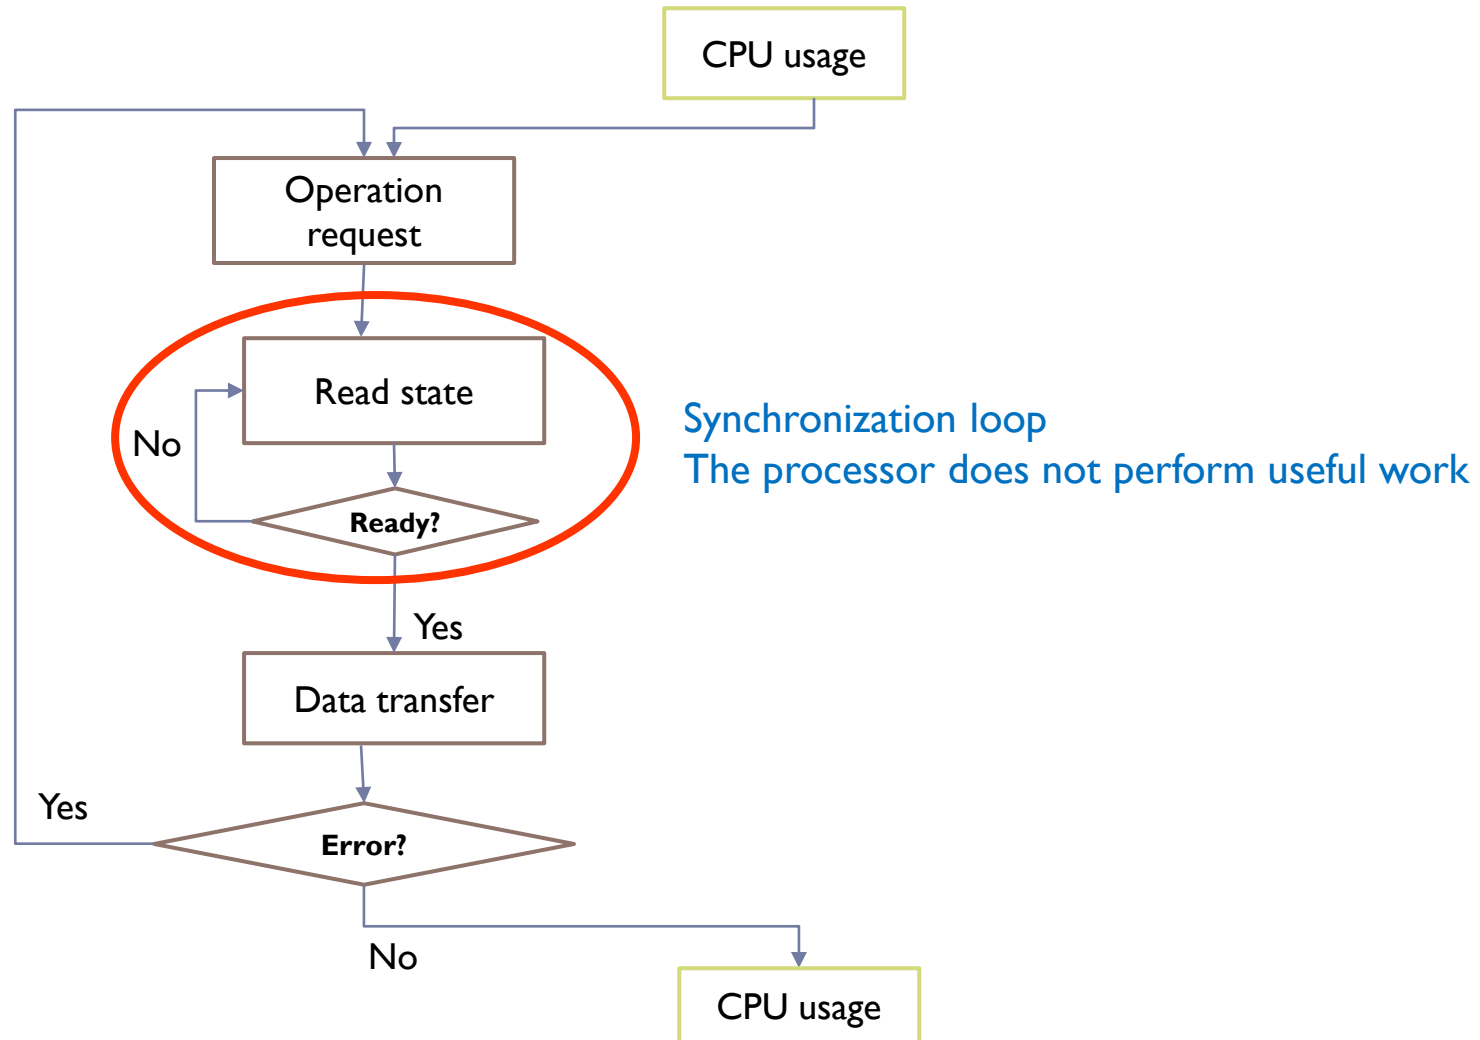 CPU usage
Operation
request
Read state
No
Ready?
Synchronization loop
The processor does not perform useful work
Yes
Data transfer
Yes
Error?
No
CPU usage